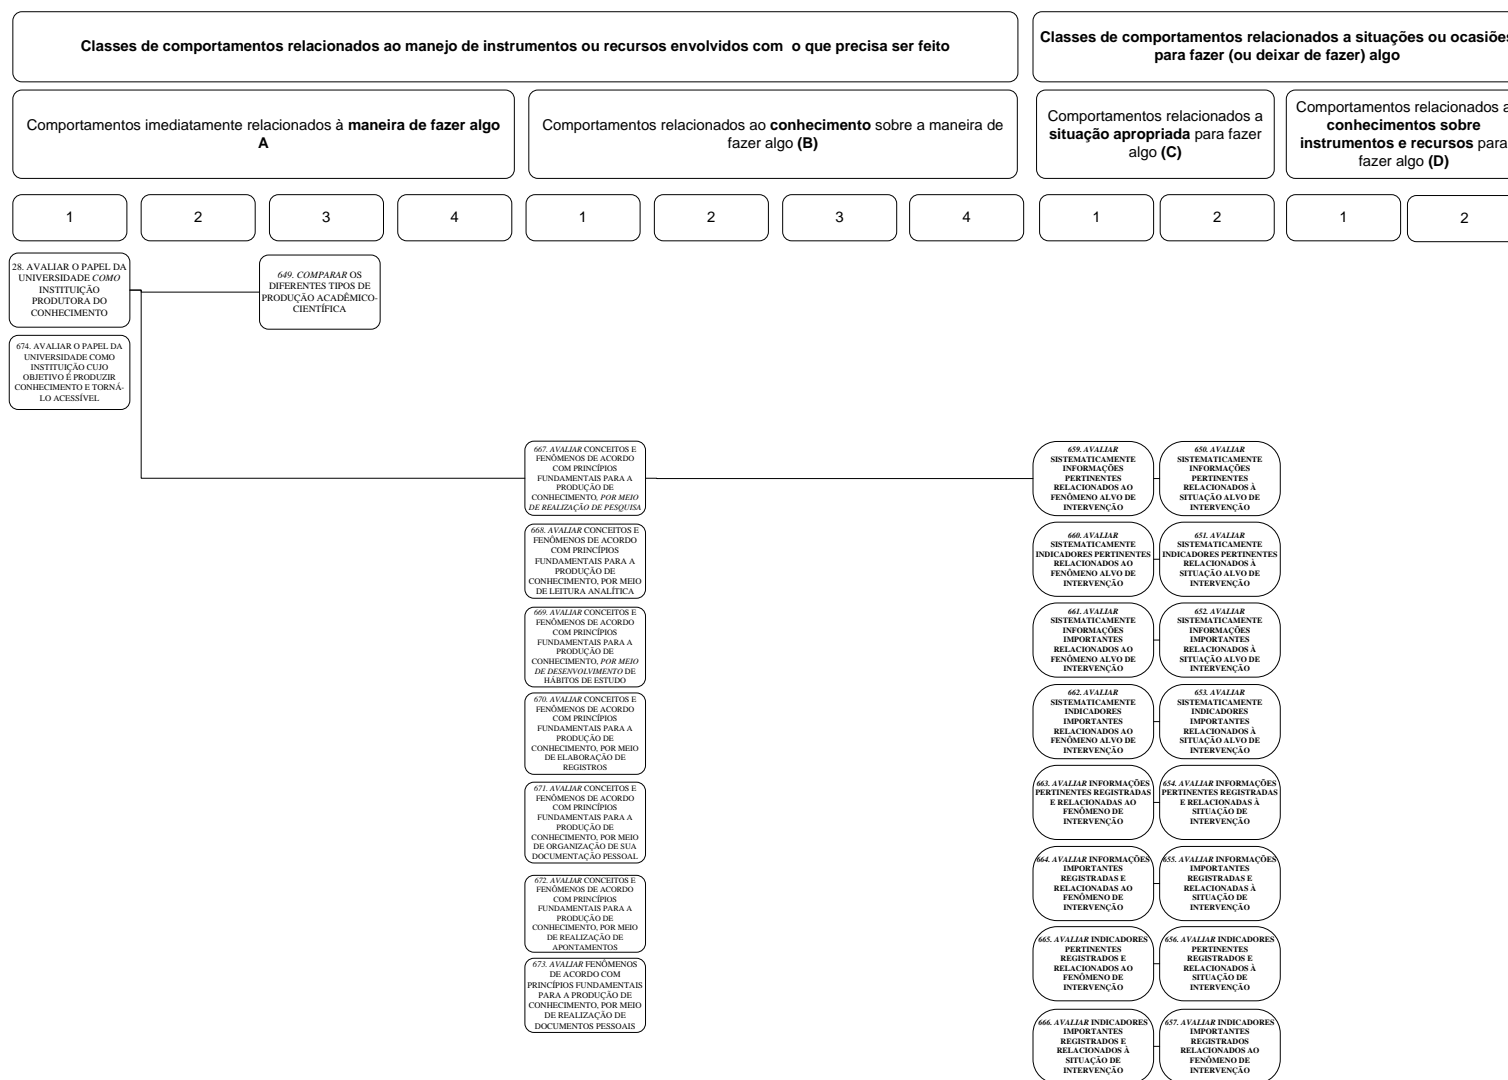 Classes de comportamentos relacionados ao manejo de instrumentos ou recursos envolvidos com o que precisa ser feito
Classes de comportamentos relacionados a situações ou ocasiões
para fazer (ou deixar de fazer) algo
Comportamentos imediatamente relacionados à maneira de fazer algo
A
Comportamentos relacionados ao conhecimento sobre a maneira de
fazer algo (B)
Comportamentos relacionados a
situação apropriada para fazer
algo (C)
Comportamentos relacionados a
conhecimentos sobre
instrumentos e recursos para
fazer algo (D)
1
2
3
4
1
2
3
4
1
2
1
2
28. AVALIAR O PAPEL DA
UNIVERSIDADE COMO
INSTITUIÇÃO
PRODUTORA DO
CONHECIMENTO
649. COMPARAR OS
DIFERENTES TIPOS DE
PRODUÇÃO ACADÊMICO-
CIENTÍFICA
674. AVALIAR O PAPEL DA
UNIVERSIDADE COMO
INSTITUIÇÃO CUJO
OBJETIVO É PRODUZIR
CONHECIMENTO E TORNÁ-
LO ACESSÍVEL
667. AVALIAR CONCEITOS E
FENÔMENOS DE ACORDO
COM PRINCÍPIOS
FUNDAMENTAIS PARA A
PRODUÇÃO DE
CONHECIMENTO, POR MEIO
DE REALIZAÇÃO DE PESQUISA
659. AVALIAR
SISTEMATICAMENTE
INFORMAÇÕES
PERTINENTES
RELACIONADOS AO
FENÔMENO ALVO DE
INTERVENÇÃO
650. AVALIAR
SISTEMATICAMENTE
INFORMAÇÕES
PERTINENTES
RELACIONADOS À
SITUAÇÃO ALVO DE
INTERVENÇÃO
668. AVALIAR CONCEITOS E
FENÔMENOS DE ACORDO
COM PRINCÍPIOS
FUNDAMENTAIS PARA A
PRODUÇÃO DE
CONHECIMENTO, POR MEIO
DE LEITURA ANALÍTICA
660. AVALIAR
SISTEMATICAMENTE
INDICADORES PERTINENTES
RELACIONADOS AO
FENÔMENO ALVO DE
INTERVENÇÃO
651. AVALIAR
SISTEMATICAMENTE
INDICADORES PERTINENTES
RELACIONADOS À
SITUAÇÃO ALVO DE
INTERVENÇÃO
669. AVALIAR CONCEITOS E
FENÔMENOS DE ACORDO
COM PRINCÍPIOS
FUNDAMENTAIS PARA A
PRODUÇÃO DE
CONHECIMENTO, POR MEIO
DE DESENVOLVIMENTO DE
HÁBITOS DE ESTUDO
661. AVALIAR
SISTEMATICAMENTE
INFORMAÇÕES
IMPORTANTES
RELACIONADOS AO
FENÔMENO ALVO DE
INTERVENÇÃO
652. AVALIAR
SISTEMATICAMENTE
INFORMAÇÕES
IMPORTANTES
RELACIONADOS À
SITUAÇÃO ALVO DE
INTERVENÇÃO
670. AVALIAR CONCEITOS E
FENÔMENOS DE ACORDO
COM PRINCÍPIOS
FUNDAMENTAIS PARA A
PRODUÇÃO DE
CONHECIMENTO, POR MEIO
DE ELABORAÇÃO DE
REGISTROS
662. AVALIAR
SISTEMATICAMENTE
INDICADORES
IMPORTANTES
RELACIONADOS AO
FENÔMENO ALVO DE
INTERVENÇÃO
653. AVALIAR
SISTEMATICAMENTE
INDICADORES
IMPORTANTES
RELACIONADOS À
SITUAÇÃO ALVO DE
INTERVENÇÃO
671. AVALIAR CONCEITOS E
FENÔMENOS DE ACORDO
COM PRINCÍPIOS
FUNDAMENTAIS PARA A
PRODUÇÃO DE
CONHECIMENTO, POR MEIO
DE ORGANIZAÇÃO DE SUA
DOCUMENTAÇÃO PESSOAL
663. AVALIAR INFORMAÇÕES
PERTINENTES REGISTRADAS
E RELACIONADAS AO
FENÔMENO DE
INTERVENÇÃO
654. AVALIAR INFORMAÇÕES
PERTINENTES REGISTRADAS
E RELACIONADAS À
SITUAÇÃO DE
INTERVENÇÃO
672. AVALIAR CONCEITOS E
FENÔMENOS DE ACORDO
COM PRINCÍPIOS
FUNDAMENTAIS PARA A
PRODUÇÃO DE
CONHECIMENTO, POR MEIO
DE REALIZAÇÃO DE
APONTAMENTOS
664. AVALIAR INFORMAÇÕES
IMPORTANTES
REGISTRADAS E
RELACIONADAS AO
FENÔMENO DE
INTERVENÇÃO
655. AVALIAR INFORMAÇÕES
IMPORTANTES
REGISTRADAS E
RELACIONADAS À
SITUAÇÃO DE
INTERVENÇÃO
673. AVALIAR FENÔMENOS
DE ACORDO COM
PRINCÍPIOS FUNDAMENTAIS
PARA A PRODUÇÃO DE
CONHECIMENTO, POR MEIO
DE REALIZAÇÃO DE
DOCUMENTOS PESSOAIS
665. AVALIAR INDICADORES
PERTINENTES
REGISTRADOS E
RELACIONADOS AO
FENÔMENO DE
INTERVENÇÃO
656. AVALIAR INDICADORES
PERTINENTES
REGISTRADOS E
RELACIONADOS À
SITUAÇÃO DE
INTERVENÇÃO
666. AVALIAR INDICADORES
IMPORTANTES
REGISTRADOS E
RELACIONADOS À
SITUAÇÃO DE
INTERVENÇÃO
657. AVALIAR INDICADORES
IMPORTANTES
REGISTRADOS
RELACIONADOS AO
FENÔMENO DE
INTERVENÇÃO